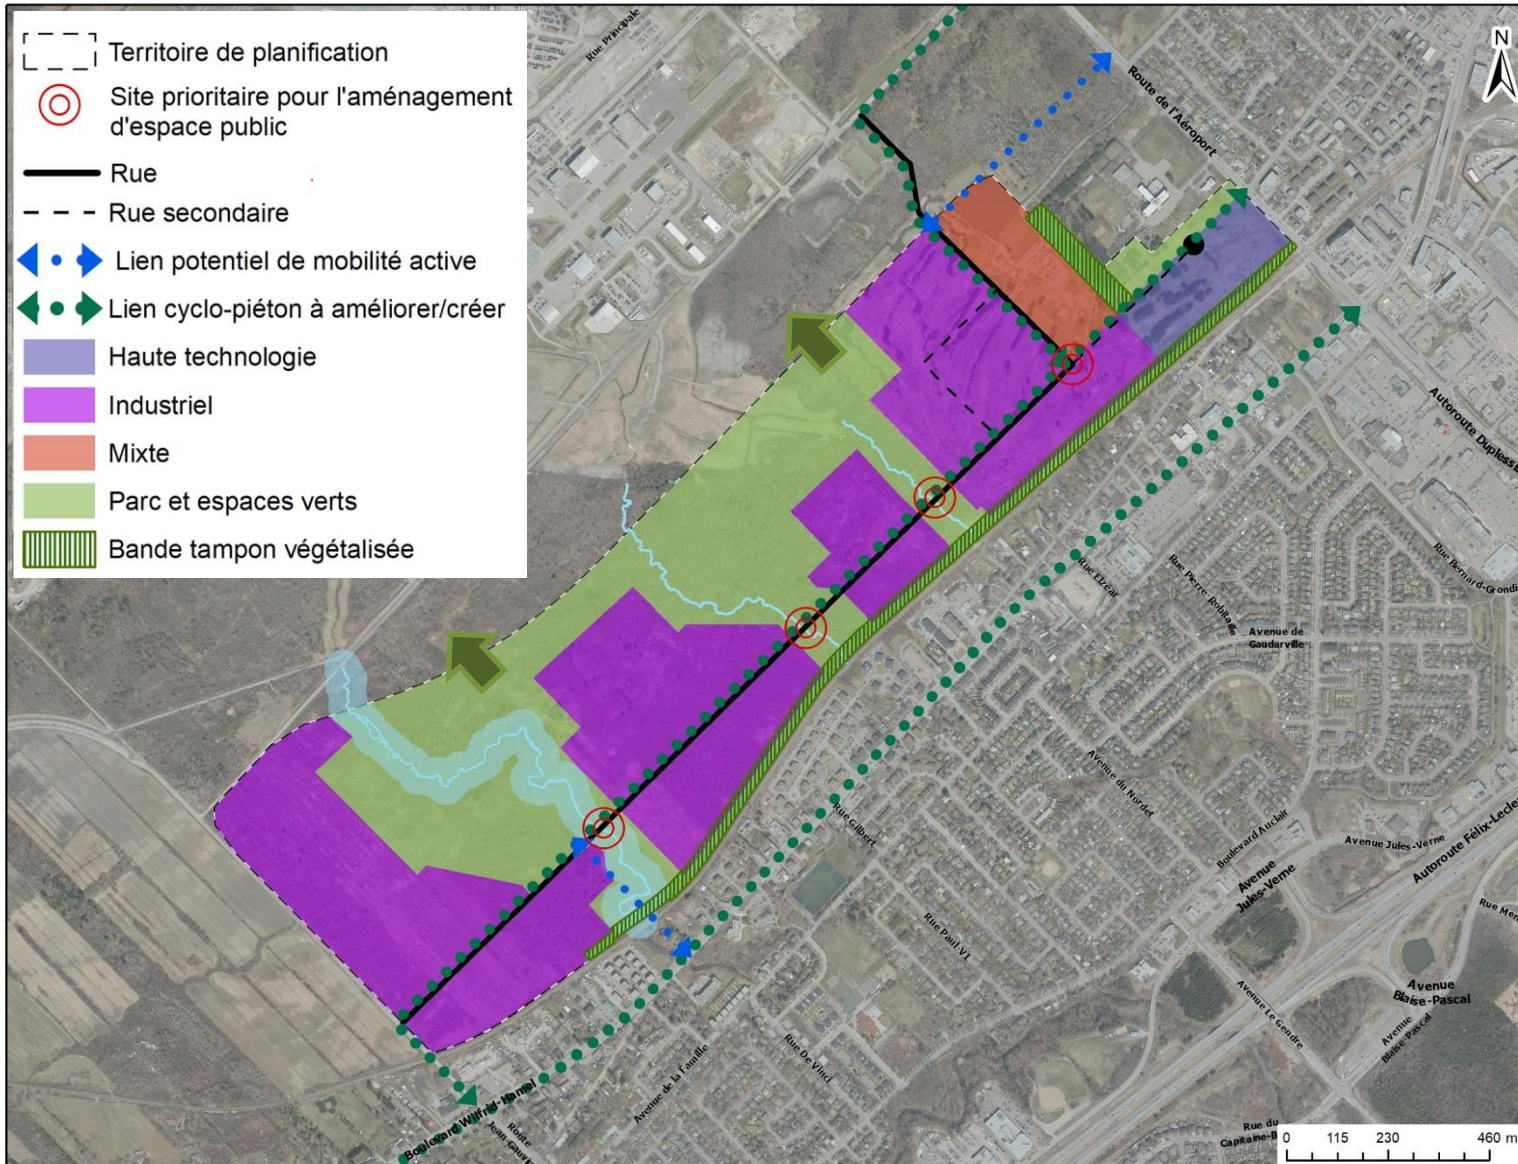 Territoire de planification
Site prioritaire pour l'aménagement
d'espace public
Rue
Rue secondaire
Lien potentiel de mobilité active
Lien cyclo-piéton à améliorer/créer
Haute technologie
Industriel
Mixte
Parc et espaces verts
Bande tampon végétalisée
Rue Principale
N
Route de l'Aéroport
Autoroute Duplessi
Rue Bernard-Grondi
Rue Elzéar
Rue Pierre-Robitaille
Avenue de
Gaudarville
Avenue du Nordet
Rue Gilbert
Boulevard Auclair
Avenue Jules-Verne
Autoroute Félix-Lecler
Avenue
Jules-Verne
Rue Men
Rue Paul-VI
Avenue
Blaise-Pascal
Avenue Le Gendre
Avenue
Blaise-Pascal
Rue De Vinci
Avenue de la Famille
Boulevard Wilfrid-Hamel
Route
Jean-Gauvin
Rue du
Capitaine-B
0 115 230 460 m